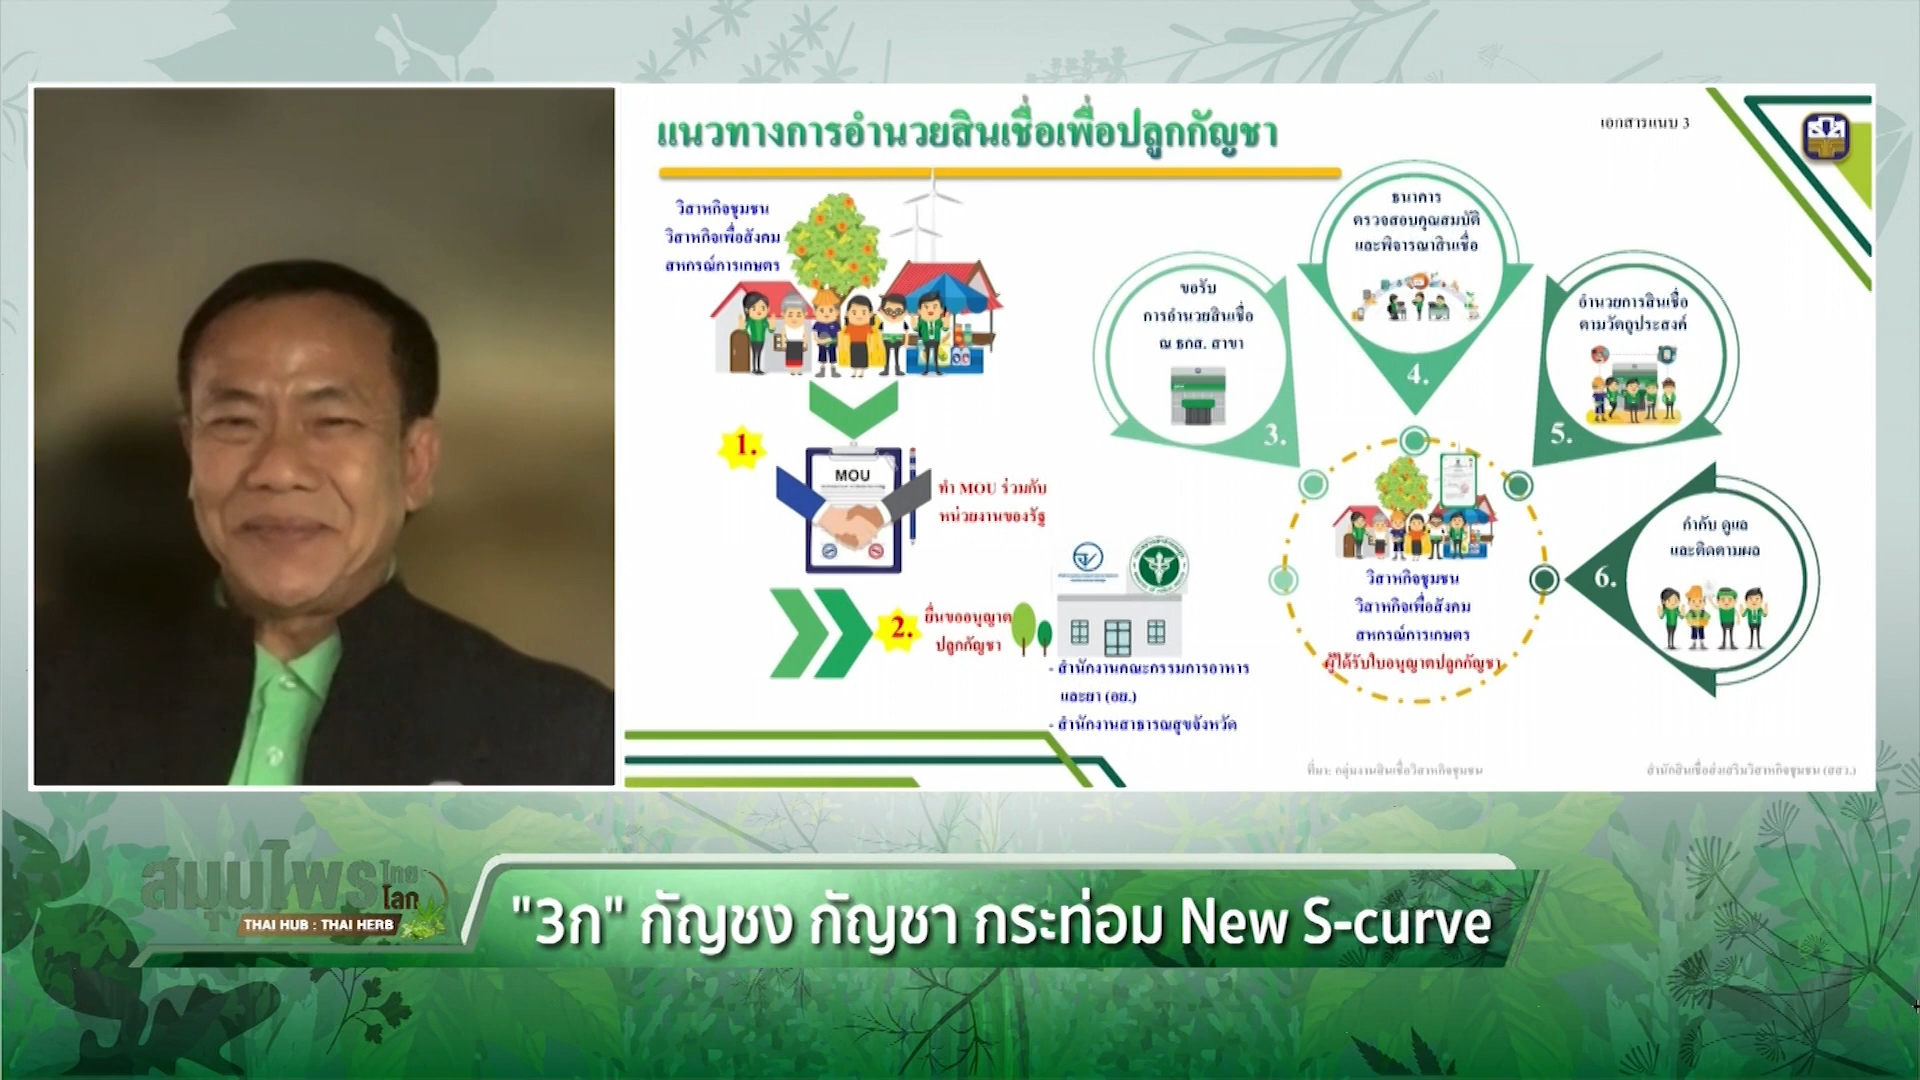 แนวทางการอำนวยสินเชื่อเพื่อปลูกกัญชา
เอกสารแนบ 3
วิสาหกิจชุมชน
วิสาหกิจเพื่อสังคม
สหกรณ์การเกษตร
1.
MOU
ทำ MOU ร่วมกับ
หน่วยงานของรัฐ
2.
ยื่นขออนุญาต
ปลูกกัญชา
- สำนักงานคณะกรรมการอาหาร
และยา (อย.)
- สำนักงานสาธารณสุขจังหวัด
ขอรับ
การอำนวยสินเชื่อ
ณ ธกส. สาขา
3.
ธนาคาร
ตรวจสอบคุณสมบัติ
และพิจารณาสินเชื่อ
4.
อำนวยการสินเชื่อ
ตามวัตถุประสงค์
5.
กำกับ ดูแล
และติดตามผล
6.
วิสาหกิจชุมชน
วิสาหกิจเพื่อสังคม
สหกรณ์การเกษตร
ผู้ได้รับใบอนุญาตปลูกกัญชา
ที่มา: กลุ่มงานสินเชื่อวิสาหกิจชุมชน
สำนักสินเชื่อส่งเสริมวิสาหกิจชุมชน (สสว.)
สมุนไพรไทย
โลก
THAI HUB : THAI HERB
"3ก" กัญชง กัญชา กระท่อม New S-curve